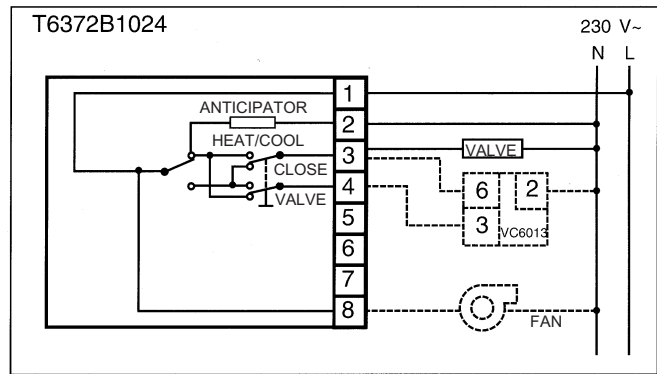 T6372B1024
230 V~
N L
1
ANTICIPATOR
2
HEAT/COOL
3
VALVE
CLOSE
4
6 2
VALVE
3
VC6013
5
6
7
8
FAN